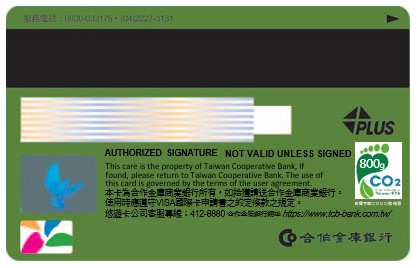 服務電話：0800-033175・(04)2227-3131
PLUS
AUTHORIZED SIGNATURE NOT VALID UNLESS SIGNED
This care is the property of Taiwan Cooperative Bank, If
found, please return to Taiwan Cooperative Bank. The use of
this card is governed by the terms of the user agreement.
本卡為合作金庫商業銀行所有，如拾獲請送合作金庫商業銀行。
使用時應遵守VISA國際卡申請書之約定條款之規定。
悠遊卡公司客服專線：412-8880 合作金庫銀行網址 https://www.tcb-bank.com.tw/
800g
CO2
合作金庫銀行